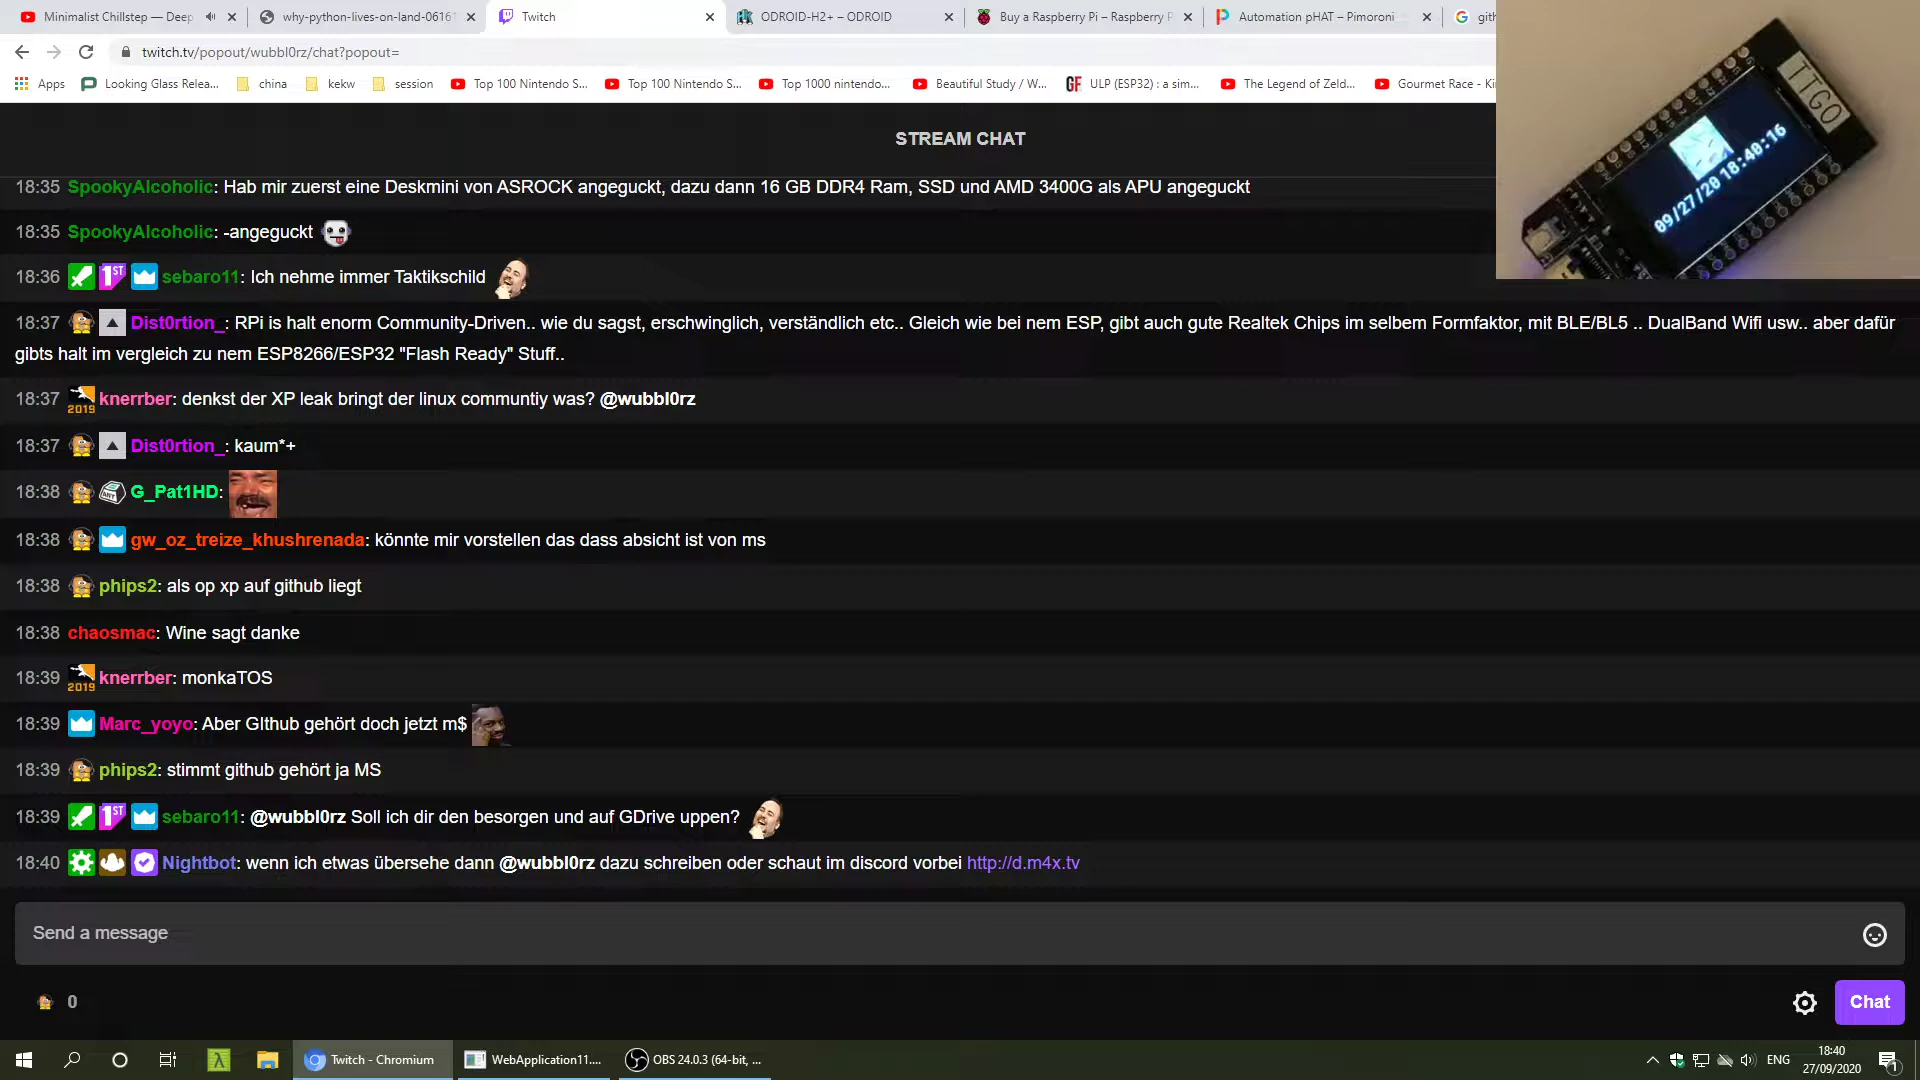 Minimalist Chillstep — Deep
why-python-lives-on-land-0616
Twitch
ODROID-H2+ – ODROID
Buy a Raspberry Pi – Raspberry P
Automation pHAT – Pimoroni
gith
twitch.tv/popout/wubbl0rz/chat?popout=
Apps
Looking Glass Relea...
china
kekw
session
Top 100 Nintendo S...
Top 100 Nintendo S...
Top 1000 nintendo...
Beautiful Study / W...
GF
ULP (ESP32) : a sim...
The Legend of Zeld...
Gourmet Race - Ki
TTGO
09/27/20 18:40:16
STREAM CHAT
18:35 SpookyAlcoholic: Hab mir zuerst eine Deskmini von ASROCK angeguckt, dazu dann 16 GB DDR4 Ram, SSD und AMD 3400G als APU angeguckt
18:35 SpookyAlcoholic: -angeguckt
18:36 1ST sebaro11: Ich nehme immer Taktikschild
18:37 Dist0rtion_: RPi is halt enorm Community-Driven.. wie du sagst, erschwinglich, verständlich etc.. Gleich wie bei nem ESP, gibt auch gute Realtek Chips im selbem Formfaktor, mit BLE/BL5 .. DualBand Wifi usw.. aber dafür
gibts halt im vergleich zu nem ESP8266/ESP32 "Flash Ready" Stuff..
18:37 2019 knerrber: denkst der XP leak bringt der linux communtiy was? @wubbl0rz
18:37 Dist0rtion_: kaum*+
18:38 G_Pat1HD:
18:38 gw_oz_treize_khushrenada: könnte mir vorstellen das dass absicht ist von ms
18:38 phips2: als op xp auf github liegt
18:38 chaosmac: Wine sagt danke
18:39 2019 knerrber: monkaTOS
18:39 Marc_yoyo: Aber GIthub gehört doch jetzt m$
18:39 phips2: stimmt github gehört ja MS
18:39 1ST sebaro11: @wubbl0rz Soll ich dir den besorgen und auf GDrive uppen?
18:40 Nightbot: wenn ich etwas übersehe dann @wubbl0rz dazu schreiben oder schaut im discord vorbei http://d.m4x.tv
Send a message
0
Chat
λ
Twitch - Chromium
WebApplication11....
OBS 24.0.3 (64-bit, ...
ENG
18:40
27/09/2020
1